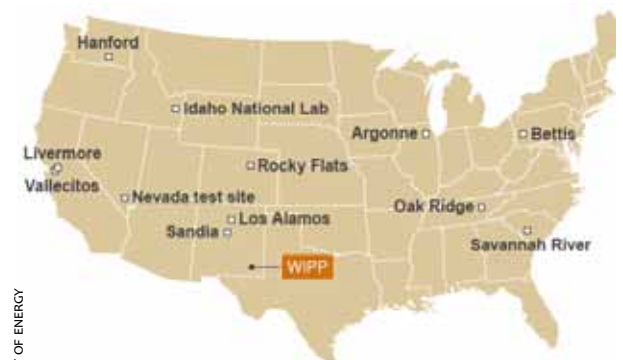 Hanford
Idaho National Lab
Argonne
Bettis
Livermore
Rocky Flats
Vallecitos
Nevada test site
Oak Ridge
Los Alamos
Sandia
Savannah River
WIPP
OF ENERGY